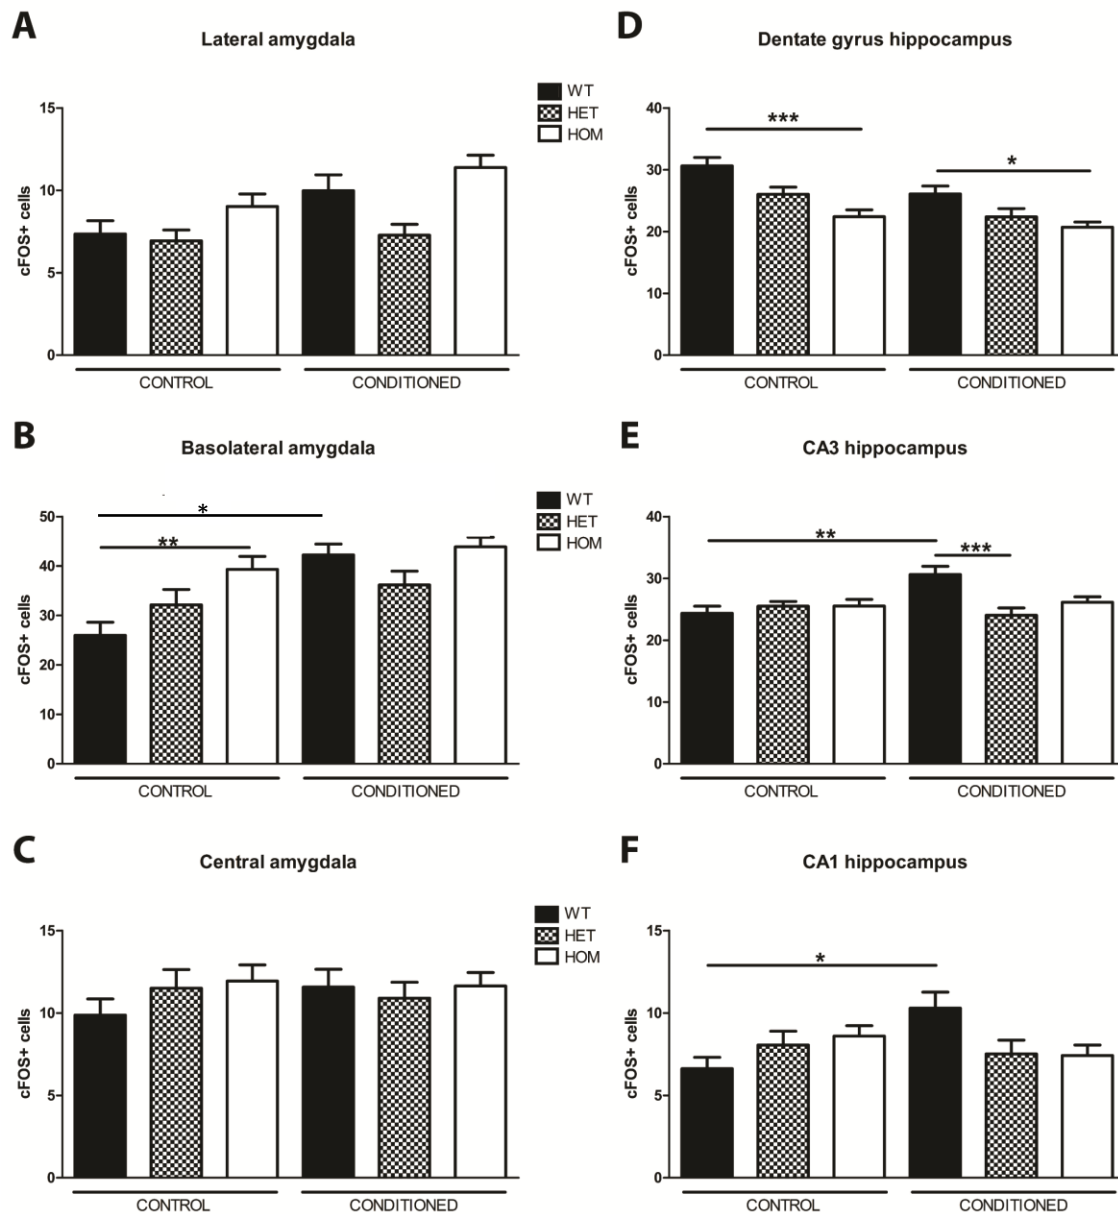 A
Lateral amygdala
WT
HET
HOM
15
10
5
0
cFOS+ cells
CONTROL
CONDITIONED
D
Dentate gyrus hippocampus
40
30
20
10
0
cFOS+ cells
***
*
CONTROL
CONDITIONED
B
Basolateral amygdala
WT
HET
HOM
50
40
30
20
10
0
cFOS+ cells
*
**
CONTROL
CONDITIONED
E
CA3 hippocampus
40
30
20
10
0
cFOS+ cells
**
***
CONTROL
CONDITIONED
C
Central amygdala
WT
HET
HOM
15
10
5
0
cFOS+ cells
CONTROL
CONDITIONED
F
CA1 hippocampus
15
10
5
0
cFOS+ cells
*
CONTROL
CONDITIONED